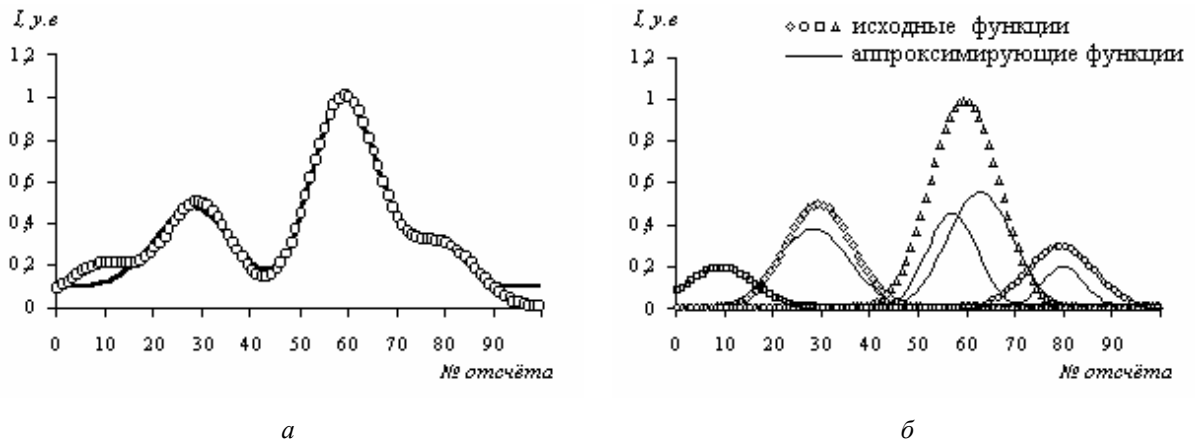 I, у.е
1,2
1
0,8
0,6
0,4
0,2
0
0 10 20 30 40 50 60 70 80 90
№ отсчёта
а
I, у.е
исходные функции
аппроксимирующие функции
1,2
1
0,8
0,6
0,4
0,2
0
0 10 20 30 40 50 60 70 80 90
№ отсчёта
б